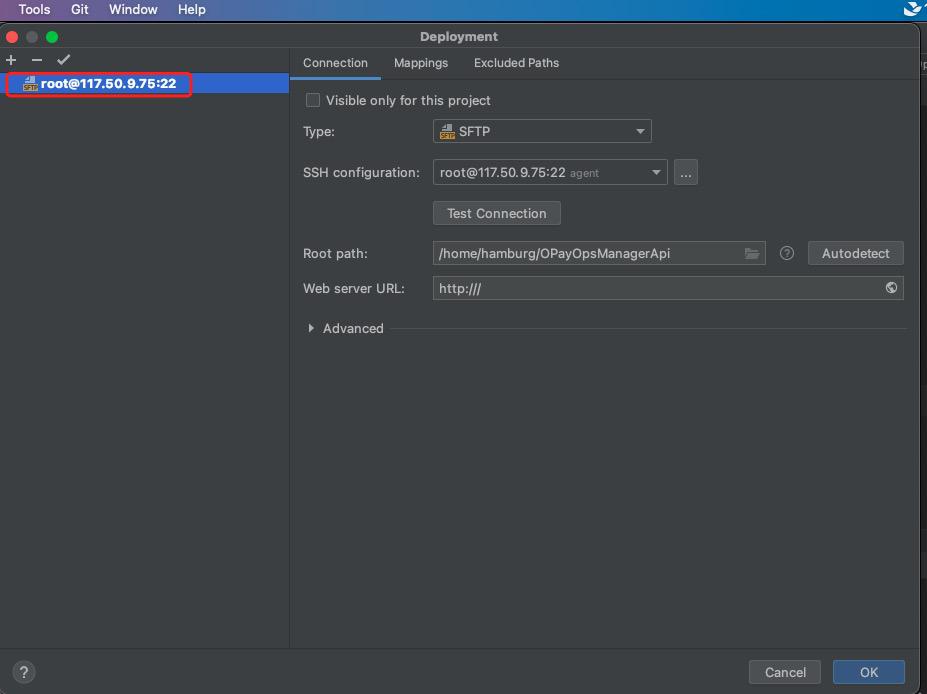 Tools Git Window Help
Deployment
root@117.50.9.75:22
Connection Mappings Excluded Paths
Visible only for this project
Type: SFTP
SSH configuration: root@117.50.9.75:22 agent ...
Test Connection
Root path: /home/hamburg/OPayOpsManagerApi ? Autodetect
Web server URL: http:///
Advanced
? Cancel OK